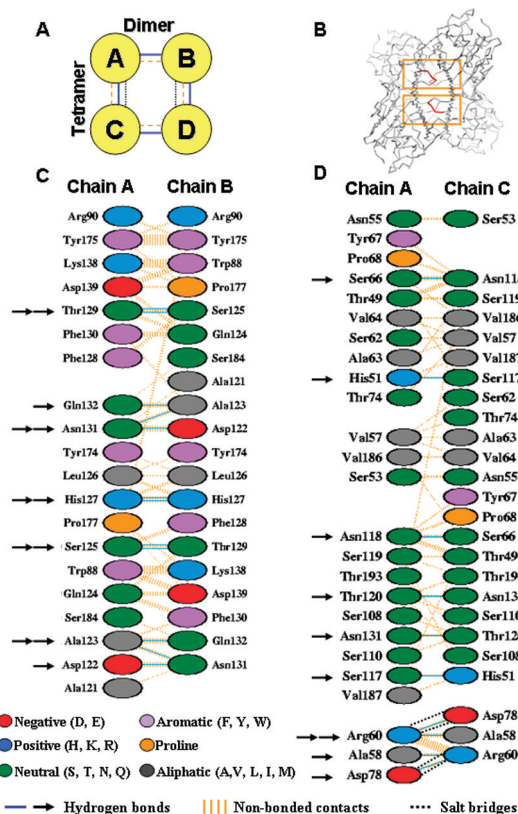 A
Dimer
A B
Tetramer
C D
B
C
Chain A Chain B
Arg90 Arg90
Tyr175 Tyr175
Lys138 Trp88
Asp139 Pro177
Thr129 Ser125
Phe130 Gln124
Phe128 Ser184
Ala121
Gln132 Ala123
Asn131 Asp122
Tyr174 Tyr174
Leu126 Leu126
His127 His127
Pro177 Phe128
Ser125 Thr129
Trp88 Lys138
Gln124 Asp139
Ser184 Phe130
Ala123 Gln132
Asp122 Asn131
Ala121
D
Chain A Chain C
Asn55 Ser53
Tyr67
Pro68
Ser66
Thr49
Val64
Ser62 Val57
Ala63
His51
Thr74 Ser62
Thr74
Val57 Ala63
Val186 Val64
Ser53 Asn55
Tyr67
Pro68
Asn118 Ser66
Ser119
Thr193
Thr120
Ser108
Asn131
Ser110 Ser108
Ser117 His51
Val187
Asp78
Arg60 Ala58
Ala58 Arg60
Asp78
Negative (D, E) Aromatic (F, Y, W)
Positive (H, K, R) Proline
Neutral (S, T, N, Q) Aliphatic (A,V, L, I, M)
Hydrogen bonds Non-bonded contacts Salt bridges